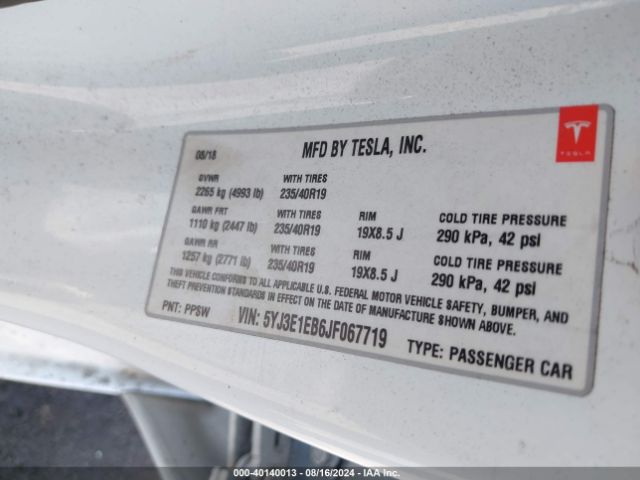 08/18
MFD BY TESLA, INC.
TESLA
GVWR
WITH TIRES
2265 kg (4993 lb)
235/40R19
GAWR FRT
WITH TIRES
RIM
COLD TIRE PRESSURE
1110 kg (2447 lb)
235/40R19
19X8.5 J
290 kPa, 42 psi
GAWR RR
WITH TIRES
RIM
COLD TIRE PRESSURE
1257 kg (2771 lb)
235/40R19
19X8.5 J
290 kPa, 42 psi
THIS VEHICLE CONFORMS TO ALL APPLICABLE U.S. FEDERAL MOTOR VEHICLE SAFETY, BUMPER, AND
THEFT PREVENTION STANDARDS IN EFFECT ON THE DATE OF MANUFACTURE SHOWN ABOVE.
PNT: PPSW
VIN: 5YJ3E1EB6JF067719
TYPE: PASSENGER CAR
000-40140013 - 08/16/2024 - IAA Inc.